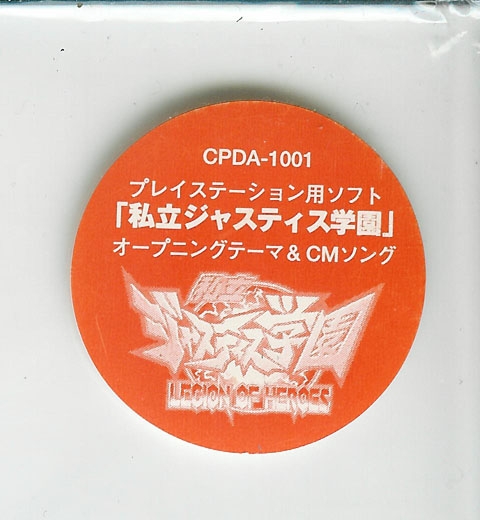 CPDA-1001
プレイステーション用ソフト
「私立ジャスティス学園」
オープニングテーマ & CMソング
私立
ジャスティス学園
LEGION OF HEROES